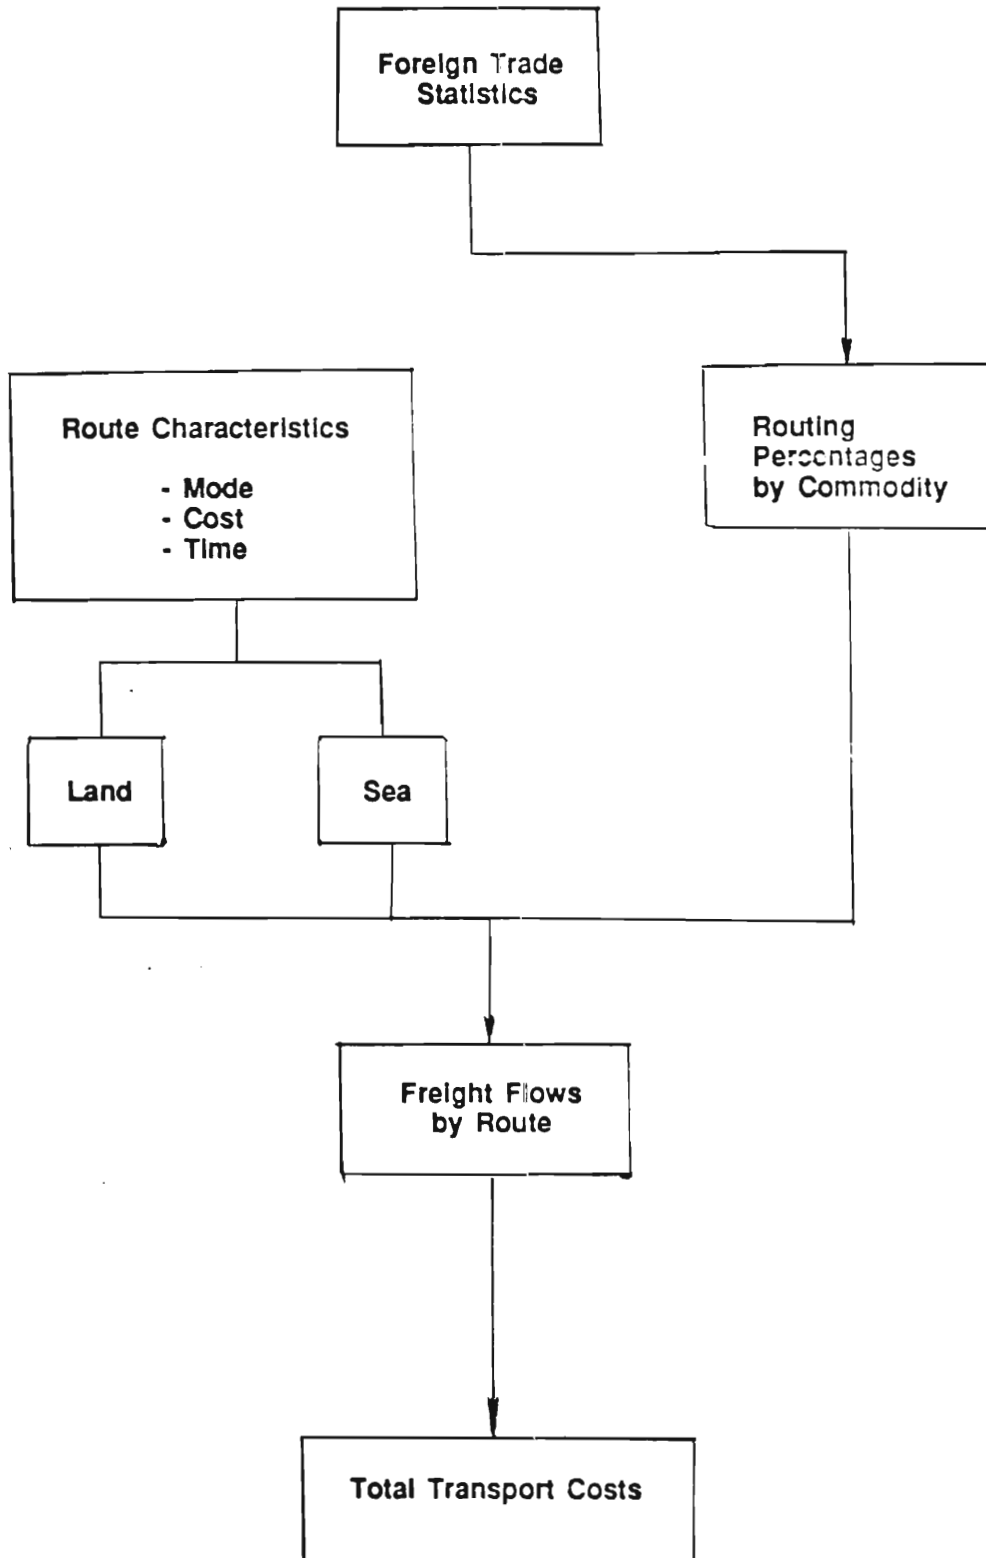 Foreign Trade
Statistics
Route Characteristics
- Mode
- Cost
- Time
Routing
Percentages
by Commodity
Land
Sea
Freight Flows
by Route
Total Transport Costs